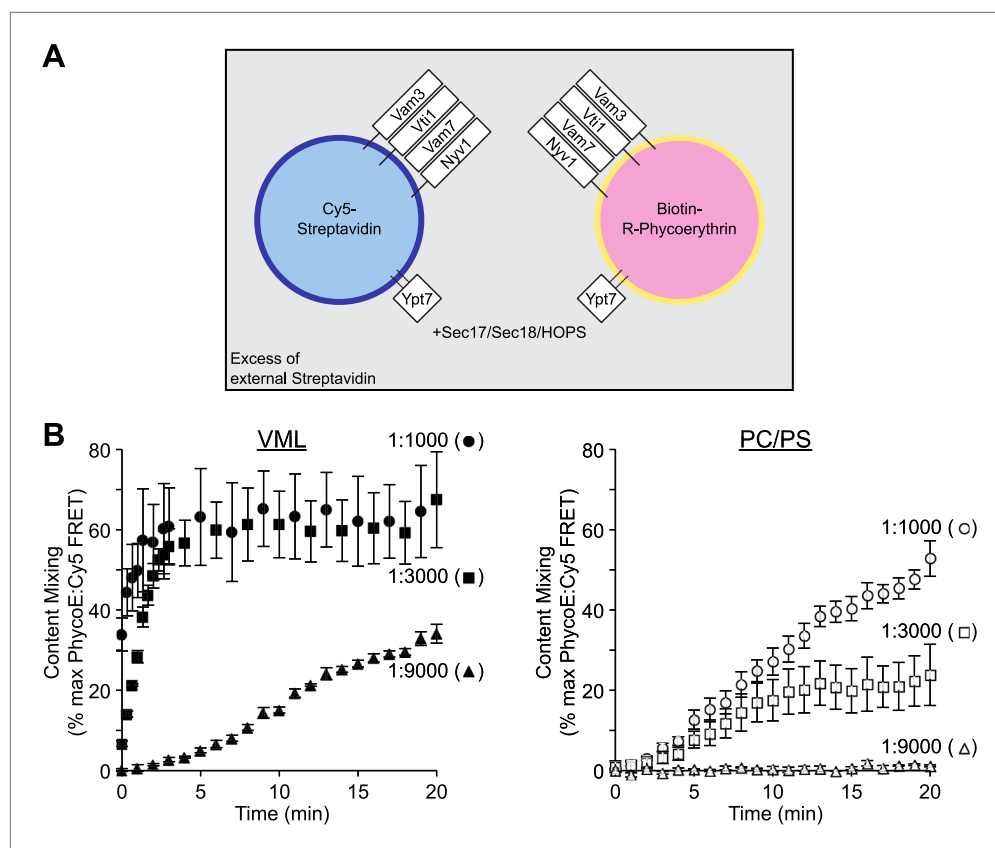 A
Vam3
Vti1
Vam7
Nyv1
Vam3
Vti1
Vam7
Nyv1
Cy5-
Streptavidin
Biotin-
R-Phycoerythrin
Ypt7
Ypt7
+Sec17/Sec18/HOPS
Excess of
external Streptavidin
B
VML
1:1000 (●)
1:3000 (■)
1:9000 (▲)
Content Mixing
(% max PhycoE:Cy5 FRET)
80
60
40
20
0
0 5 10 15 20
Time (min)
PC/PS
1:1000 (○)
1:3000 (□)
1:9000 (△)
Content Mixing
(% max PhycoE:Cy5 FRET)
80
60
40
20
0
0 5 10 15 20
Time (min)